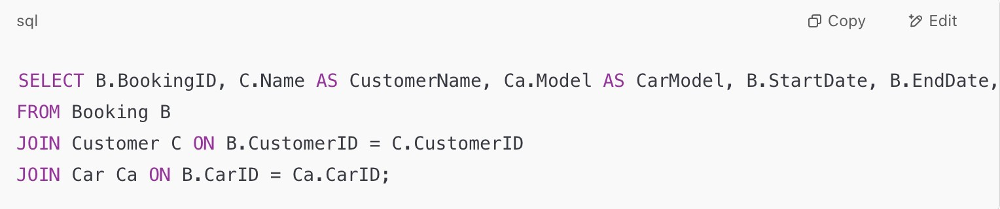 sql
Copy
Edit
SELECT B.BookingID, C.Name AS CustomerName, Ca.Model AS CarModel, B.StartDate, B.EndDate,
FROM Booking B
JOIN Customer C ON B.CustomerID = C.CustomerID
JOIN Car Ca ON B.CarID = Ca.CarID;